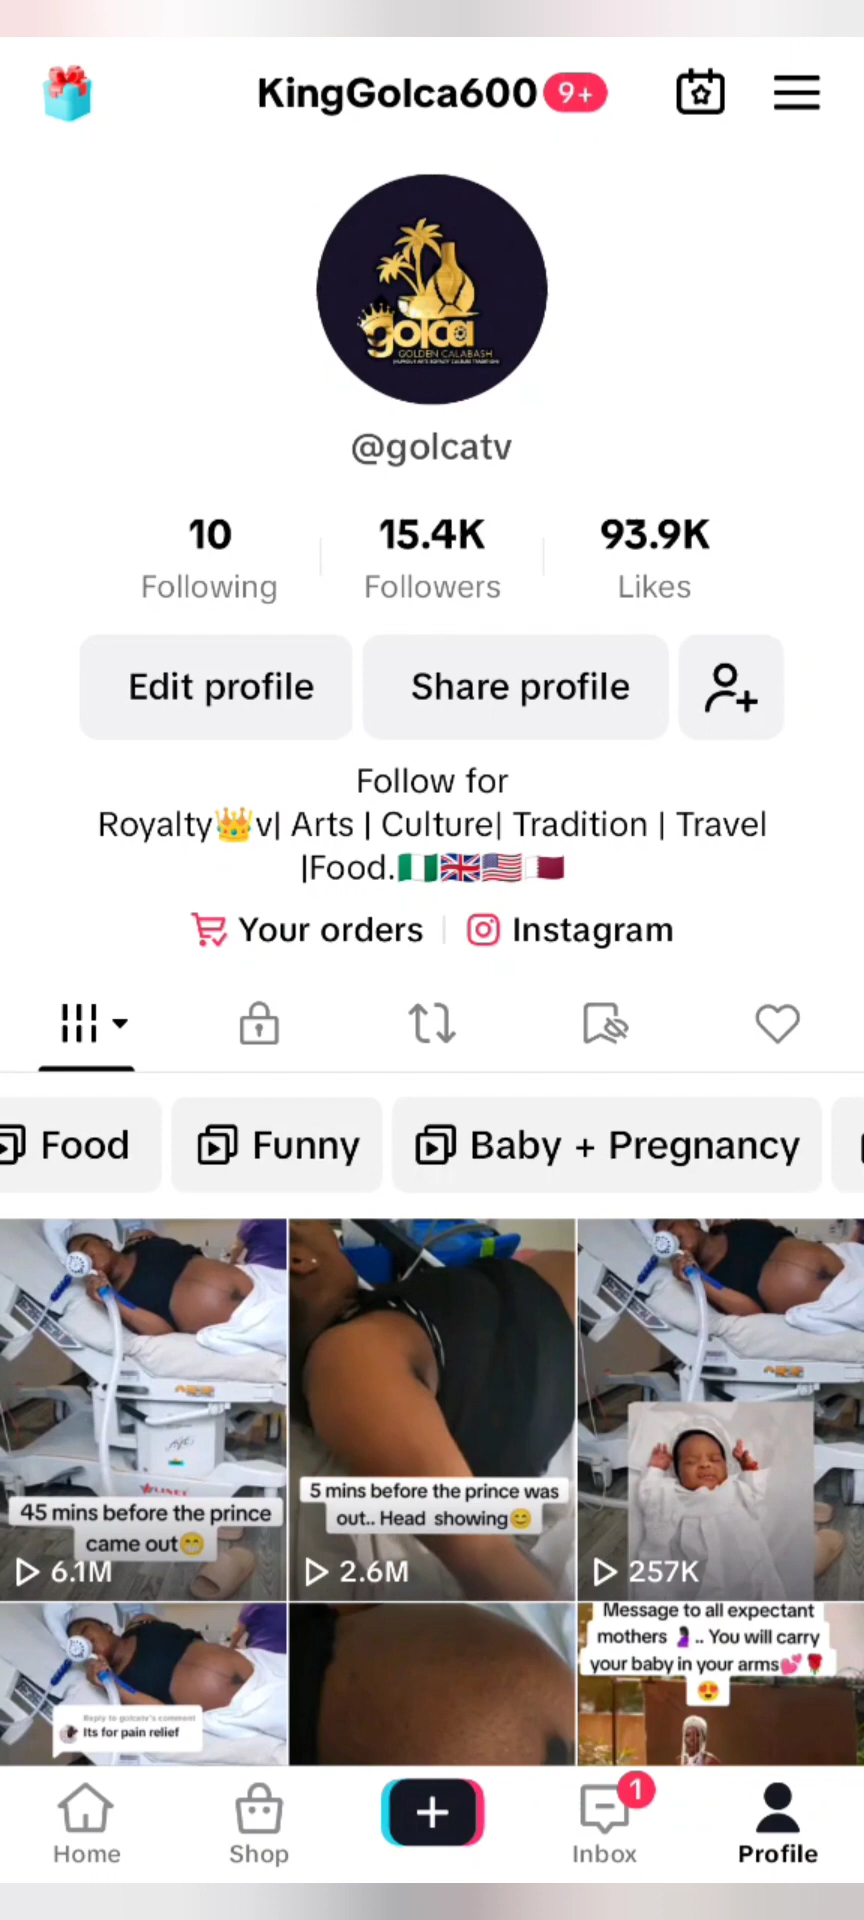 KingGolca600 9+
golca
GOLDEN CALABASH
@golcatv
10 15.4K 93.9K
Following Followers Likes
Edit profile Share profile
Follow for
Royalty👑v| Arts | Culture| Tradition | Travel
|Food.🇳🇬🇬🇧🇺🇸🇶🇦
Your orders Instagram
Food Funny Baby + Pregnancy
45 mins before the prince
came out😁
6.1M
5 mins before the prince was
out.. Head showing😊
2.6M
257K
Reply to golcatv's comment
Its for pain relief
Message to all expectant
mothers 🤰.. You will carry
your baby in your arms💕🌹
😍
1
Home Shop Inbox Profile